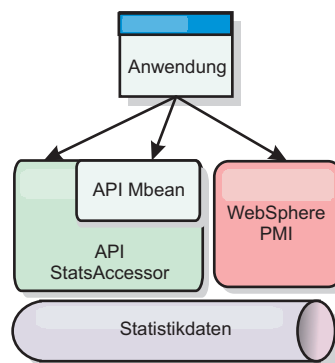 Anwendung
API Mbean
API
StatsAccessor
WebSphere
PMI
Statistikdaten